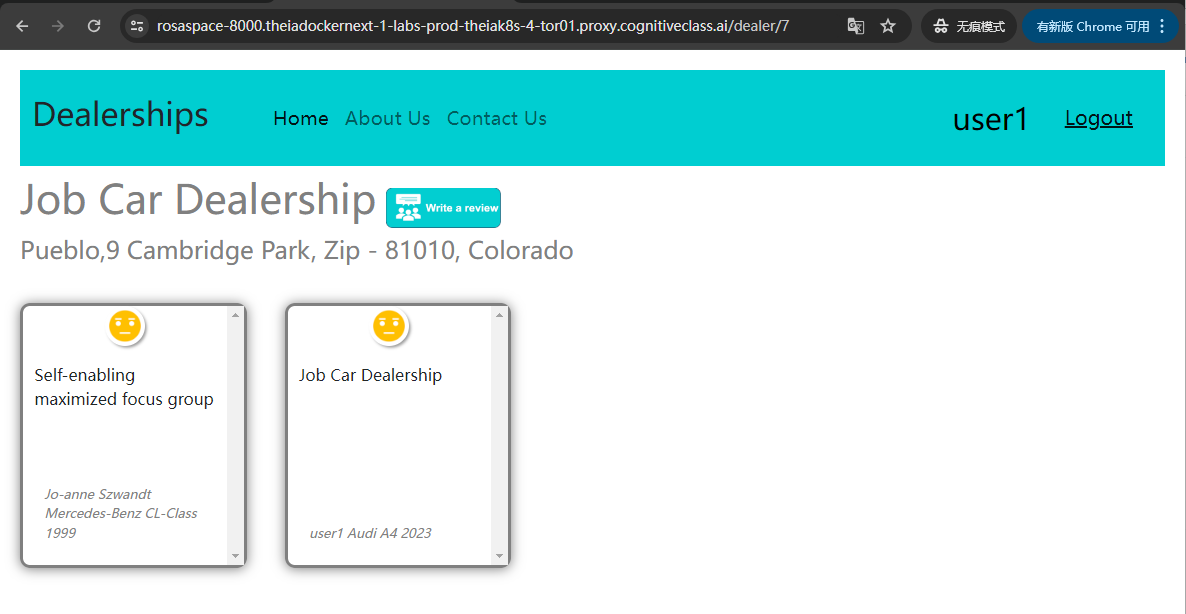 rosaspace-8000.theiadockernext-1-labs-prod-theiak8s-4-tor01.proxy.cognitiveclass.ai/dealer/7
无痕模式
有新版 Chrome 可用
Dealerships
Home
About Us
Contact Us
user1
Logout
Job Car Dealership
Write a review
Pueblo,9 Cambridge Park, Zip - 81010, Colorado
Self-enabling
maximized focus group
Jo-anne Szwandt
Mercedes-Benz CL-Class
1999
Job Car Dealership
user1 Audi A4 2023